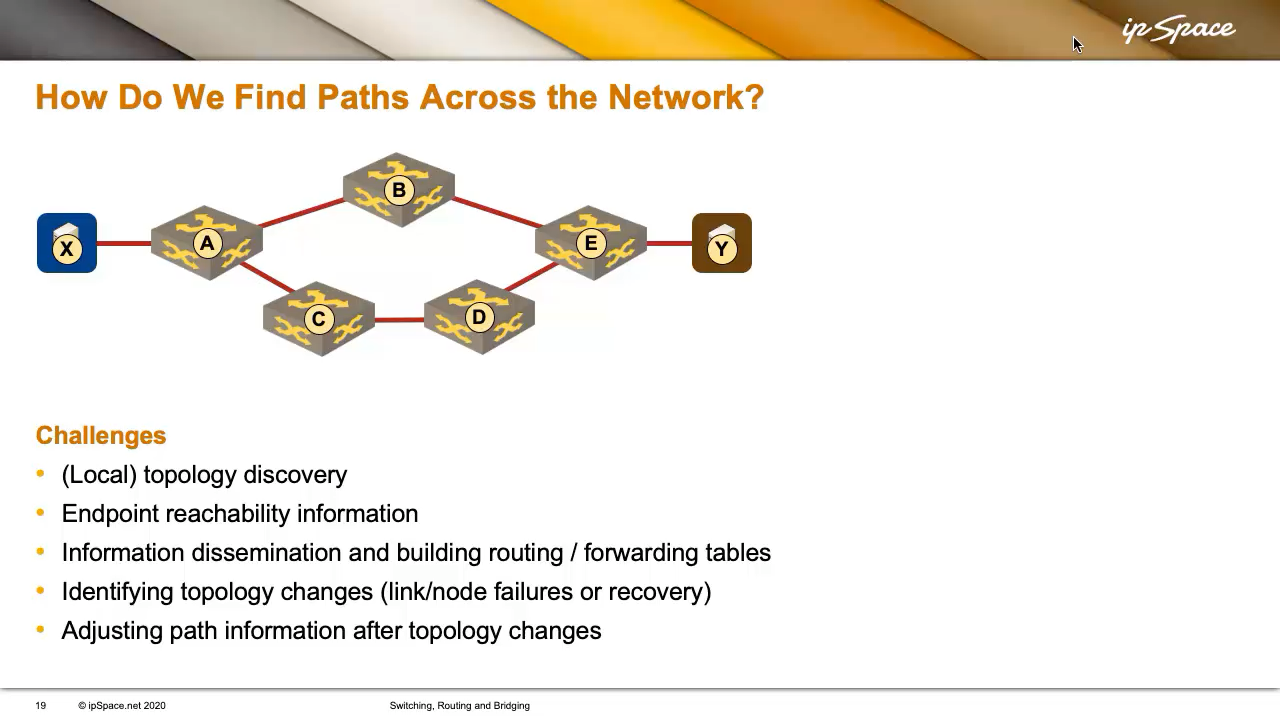 ipSpace
How Do We Find Paths Across the Network?
B
X
A
E
Y
C
D
Challenges
• (Local) topology discovery
• Endpoint reachability information
• Information dissemination and building routing / forwarding tables
• Identifying topology changes (link/node failures or recovery)
• Adjusting path information after topology changes
19 © ipSpace.net 2020 Switching, Routing and Bridging